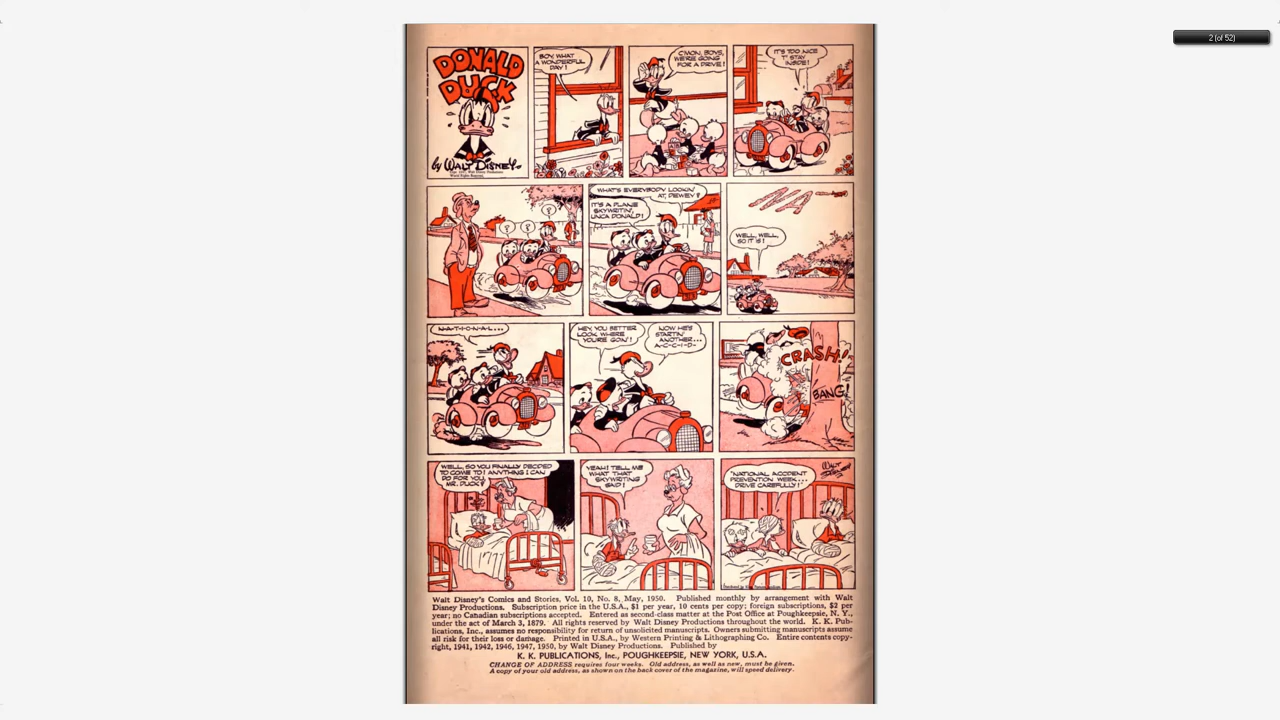 2 (of 52)
DONALD
DUCK
by WALT DISNEY
BOY, WHAT
A WONDERFUL
DAY!
C'MON, BOYS,
WE'RE GOING
FOR A DRIVE!
IT'S TOO NICE
T' STAY
INSIDE!
?
?
?
WHAT'S EVERYBODY LOOKIN'
AT, DEWEY?
IT'S A PLANE
SKYWRITIN',
UNCA DONALD!
NA
WELL, WELL,
SO IT IS!
N-A-T-I-O-N-A-L...
HEY, YOU BETTER
LOOK WHERE
YOU'RE GOIN'!
NOW HE'S
STARTIN'
ANOTHER...
A-C-C-I-D-
CRASH!
BANG!
WELL, SO YOU FINALLY DECIDED
TO COME TO! ANYTHING I CAN
DO FOR YOU,
MR. DUCK?
YEAH! TELL ME
WHAT THAT
SKYWRITING
SAID!
"NATIONAL ACCIDENT
PREVENTION WEEK...
DRIVE CAREFULLY!"
WALT
DISNEY
Walt Disney's Comics and Stories, Vol. 10, No. 8, May, 1950. Published monthly by arrangement with Walt
Disney Productions. Subscription price in the U.S.A., $1 per year, 10 cents per copy; foreign subscriptions, $2 per
year; no Canadian subscriptions accepted. Entered as second-class matter at the Post Office at Poughkeepsie, N. Y.,
under the act of March 3, 1879. All rights reserved by Walt Disney Productions throughout the world. K. K. Pub-
lications, Inc., assumes no responsibility for return of unsolicited manuscripts. Owners submitting manuscripts assume
all risk for their loss or damage. Printed in U.S.A., by Western Printing & Lithographing Co. Entire contents copy-
right, 1941, 1942, 1946, 1947, 1950, by Walt Disney Productions. Published by
K. K. PUBLICATIONS, Inc., POUGHKEEPSIE, NEW YORK, U.S.A.
CHANGE OF ADDRESS requires four weeks. Old address, as well as new, must be given.
A copy of your old address, as shown on the back cover of the magazine, will speed delivery.